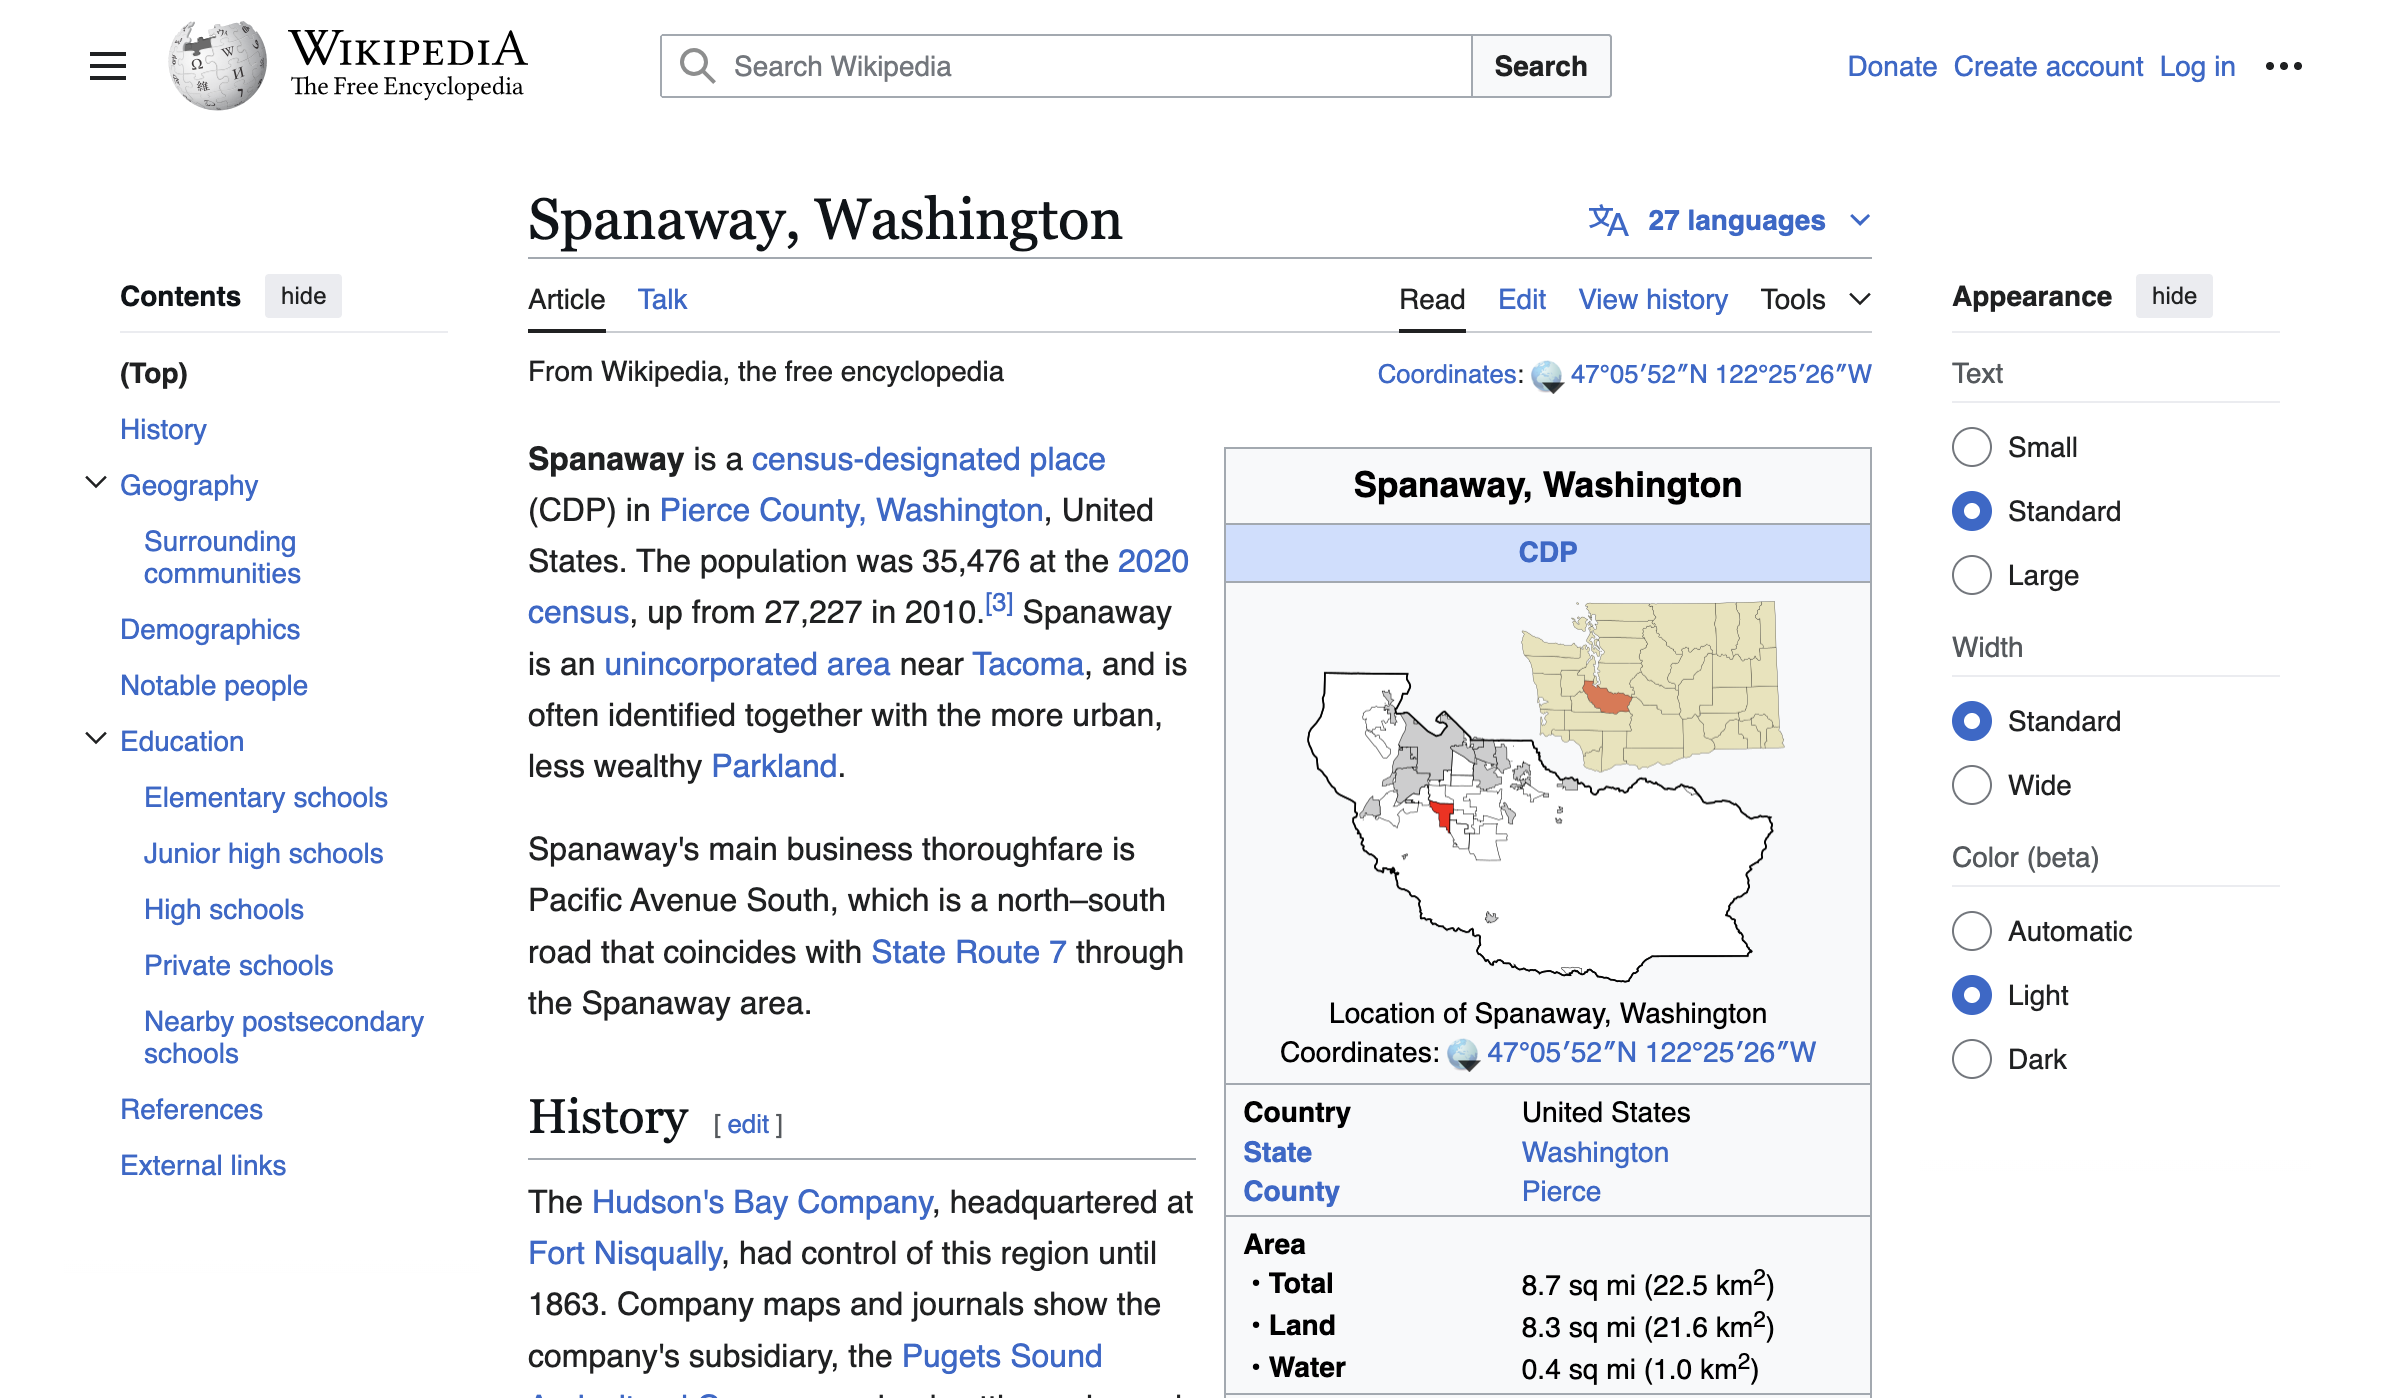 WIKIPEDIA
The Free Encyclopedia
Search Wikipedia
Search
Donate Create account Log in
Contents hide
(Top)
History
Geography
Surrounding
communities
Demographics
Notable people
Education
Elementary schools
Junior high schools
High schools
Private schools
Nearby postsecondary
schools
References
External links
Spanaway, Washington
27 languages
Article Talk
Read Edit View history Tools
From Wikipedia, the free encyclopedia
Coordinates: 47°05′52″N 122°25′26″W
Spanaway is a census-designated place
(CDP) in Pierce County, Washington, United
States. The population was 35,476 at the 2020
census, up from 27,227 in 2010.[3] Spanaway
is an unincorporated area near Tacoma, and is
often identified together with the more urban,
less wealthy Parkland.
Spanaway's main business thoroughfare is
Pacific Avenue South, which is a north–south
road that coincides with State Route 7 through
the Spanaway area.
History [ edit ]
The Hudson's Bay Company, headquartered at
Fort Nisqually, had control of this region until
1863. Company maps and journals show the
company's subsidiary, the Pugets Sound
Spanaway, Washington
CDP
Location of Spanaway, Washington
Coordinates: 47°05′52″N 122°25′26″W
Country United States
State Washington
County Pierce
Area
• Total 8.7 sq mi (22.5 km2)
• Land 8.3 sq mi (21.6 km2)
• Water 0.4 sq mi (1.0 km2)
Appearance hide
Text
Small
Standard
Large
Width
Standard
Wide
Color (beta)
Automatic
Light
Dark